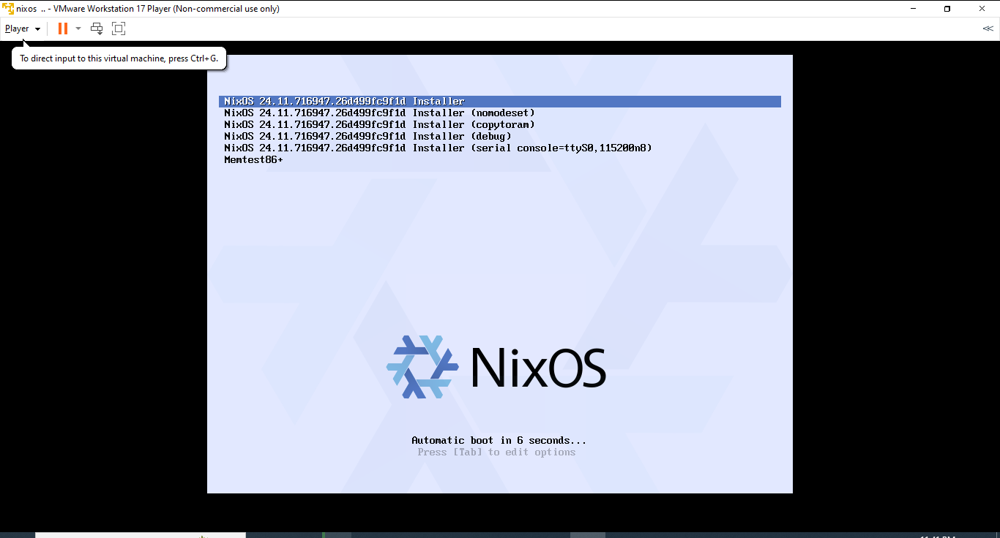 nixos .. - VMware Workstation 17 Player (Non-commercial use only)
Player
To direct input to this virtual machine, press Ctrl+G.
NixOS 24.11.716947.26d499fc9f1d Installer
NixOS 24.11.716947.26d499fc9f1d Installer (nomodeset)
NixOS 24.11.716947.26d499fc9f1d Installer (copytoram)
NixOS 24.11.716947.26d499fc9f1d Installer (debug)
NixOS 24.11.716947.26d499fc9f1d Installer (serial console=ttyS0,115200n8)
Memtest86+
NixOS
Automatic boot in 6 seconds...
Press [Tab] to edit options